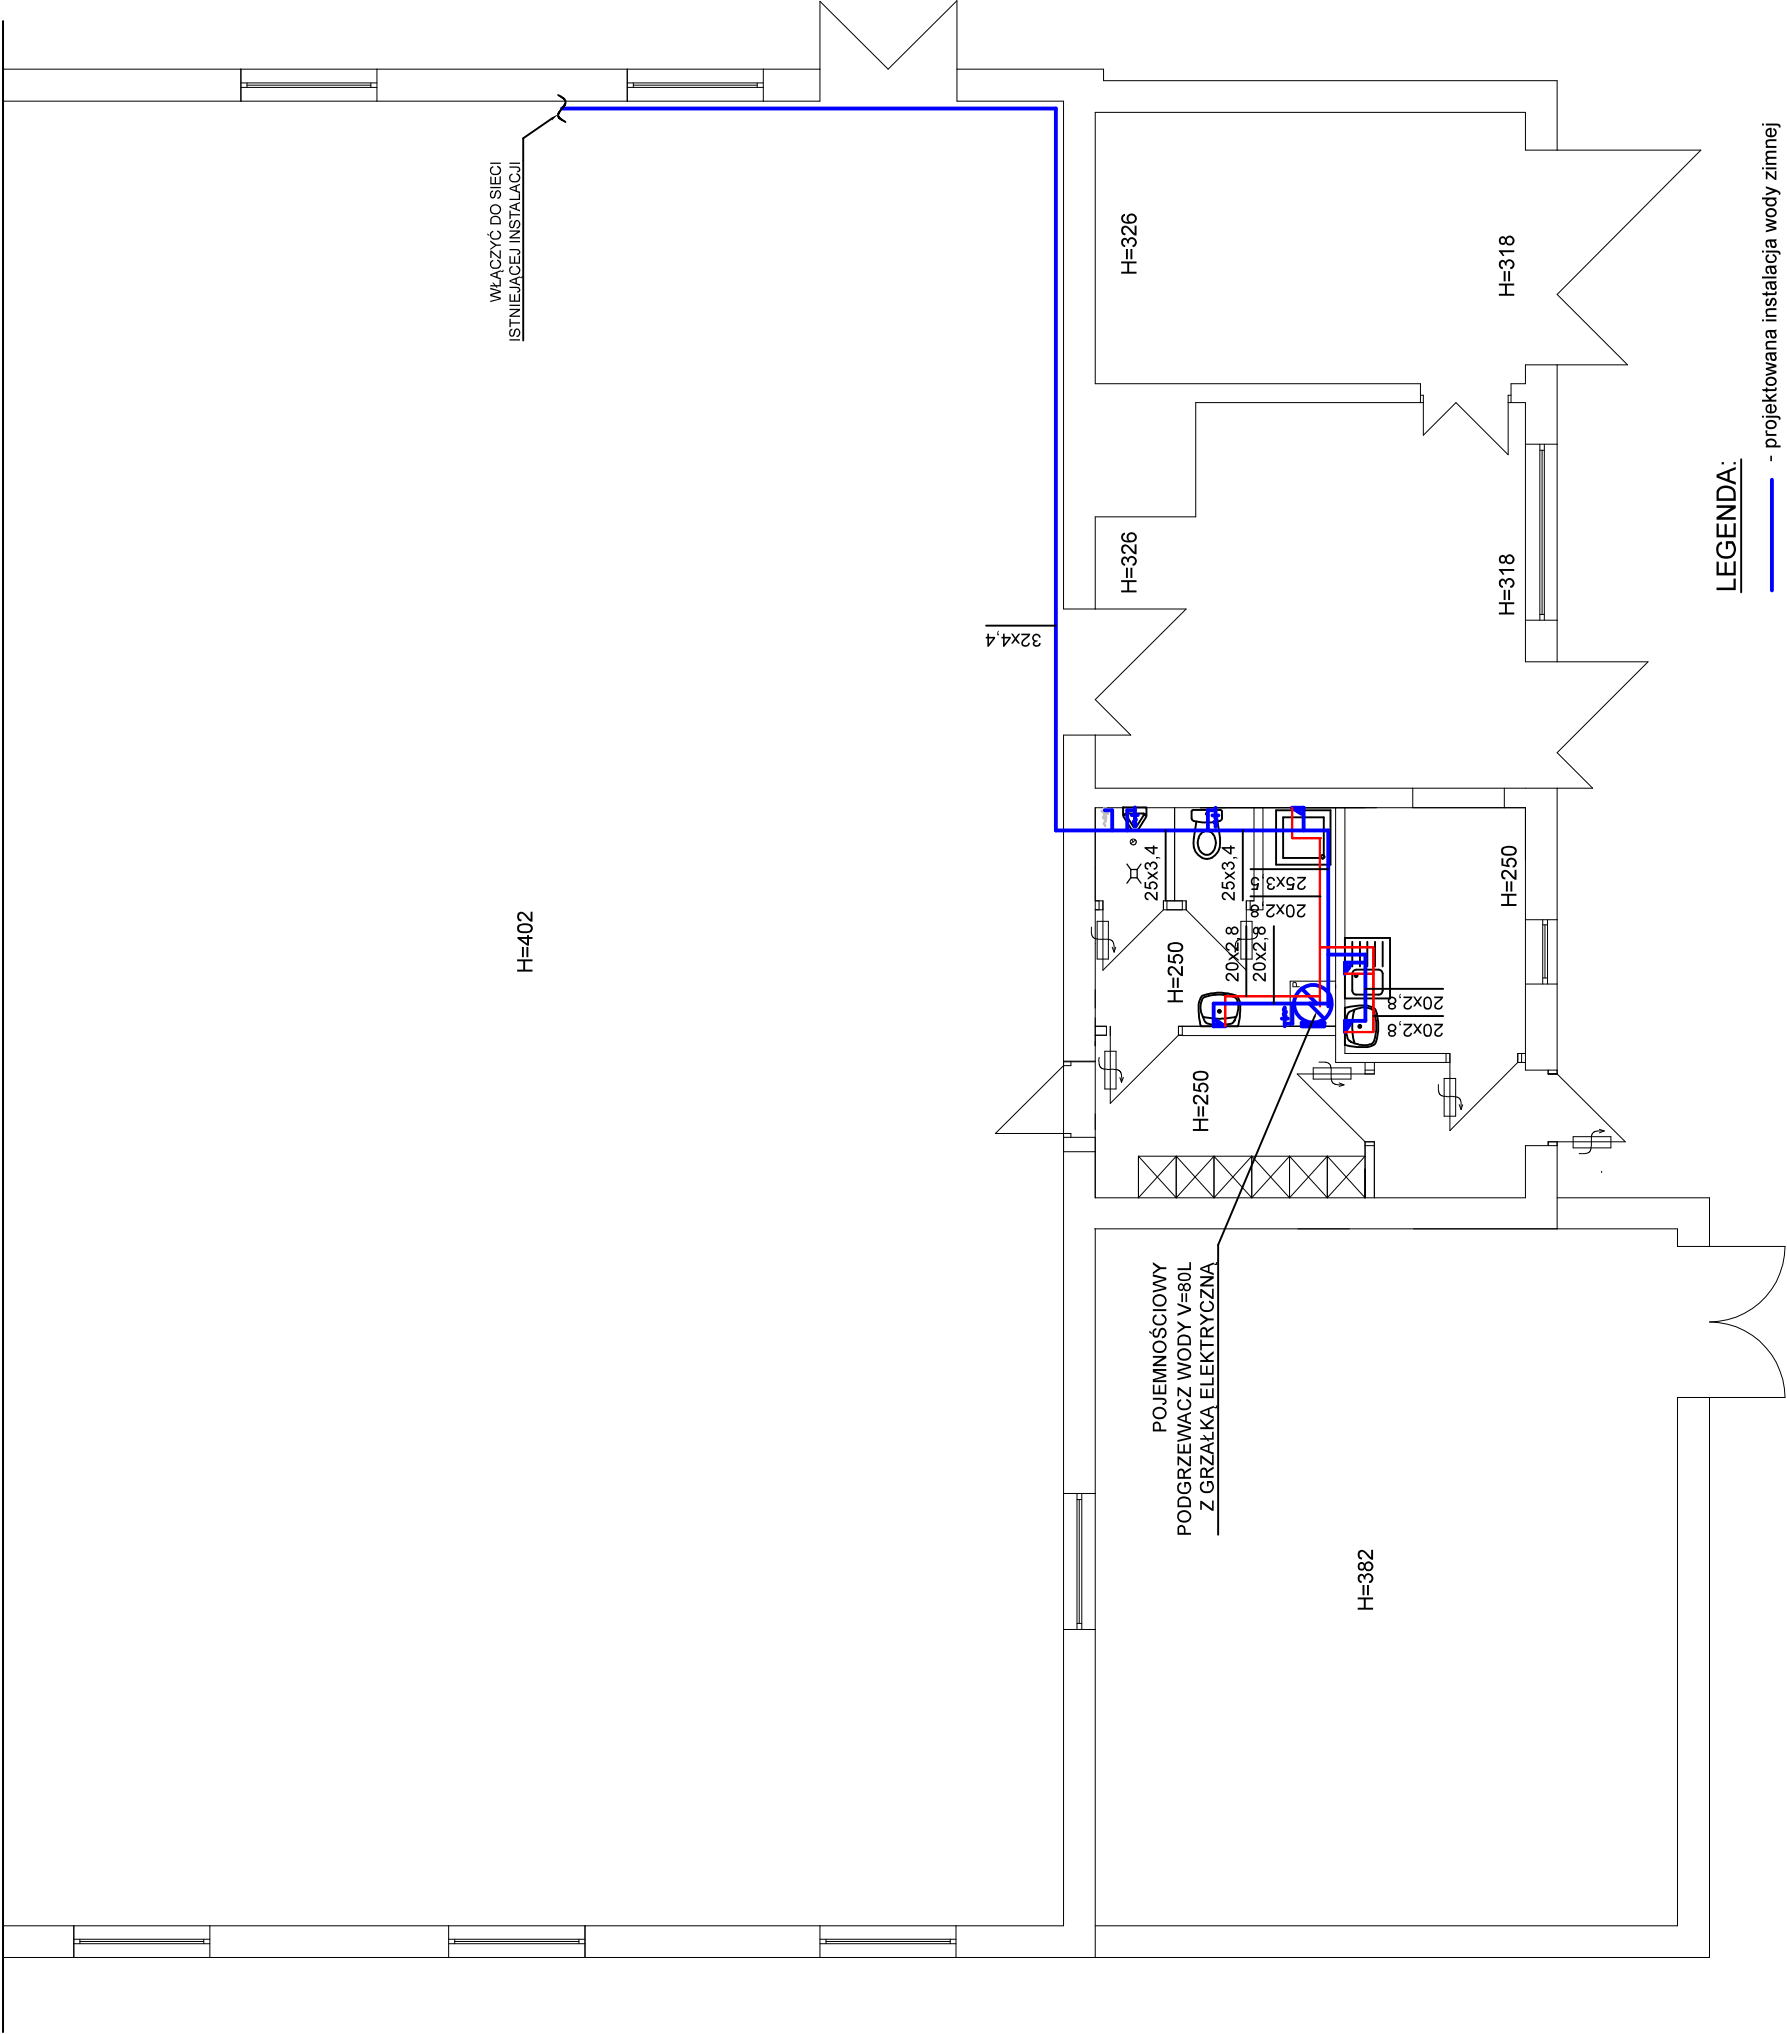 WŁĄCZYĆ DO SIECI
ISTNIEJĄCEJ INSTALACJI
H=326
H=318
H=326
H=318
32x4,4
LEGENDA:
- projektowana instalacja wody zimnej
H=402
25x3,4
25x3,4
25x3,5
20x2,8
20x2,8
20x2,8
H=250
H=250
20x2,8
20x2,8
H=250
POJEMNOŚCIOWY
PODGRZEWACZ WODY V=80L
Z GRZAŁKĄ ELEKTRYCZNĄ
H=382